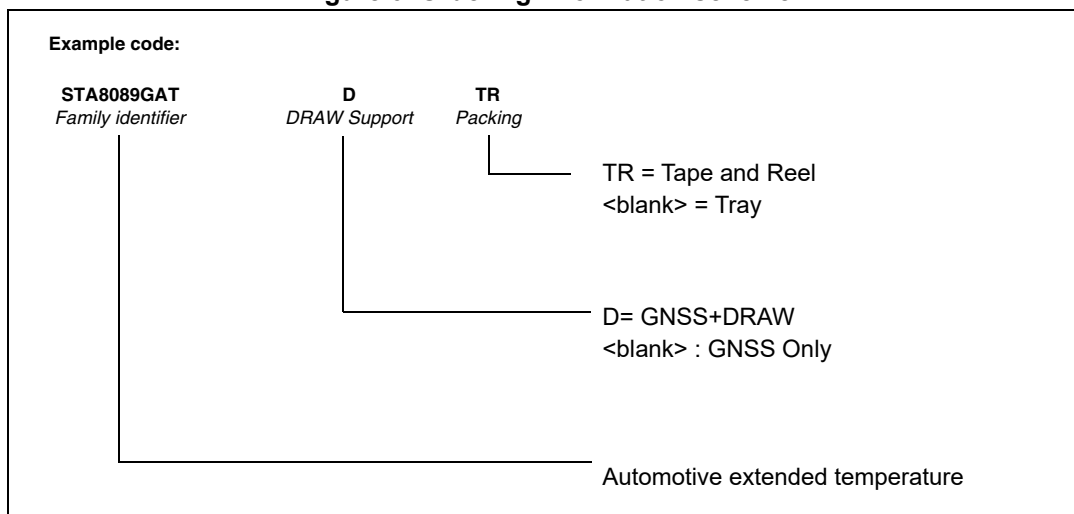 Example code:
STA8089GAT D TR
Family identifier DRAW Support Packing
TR = Tape and Reel
<blank> = Tray
D= GNSS+DRAW
<blank> : GNSS Only
Automotive extended temperature